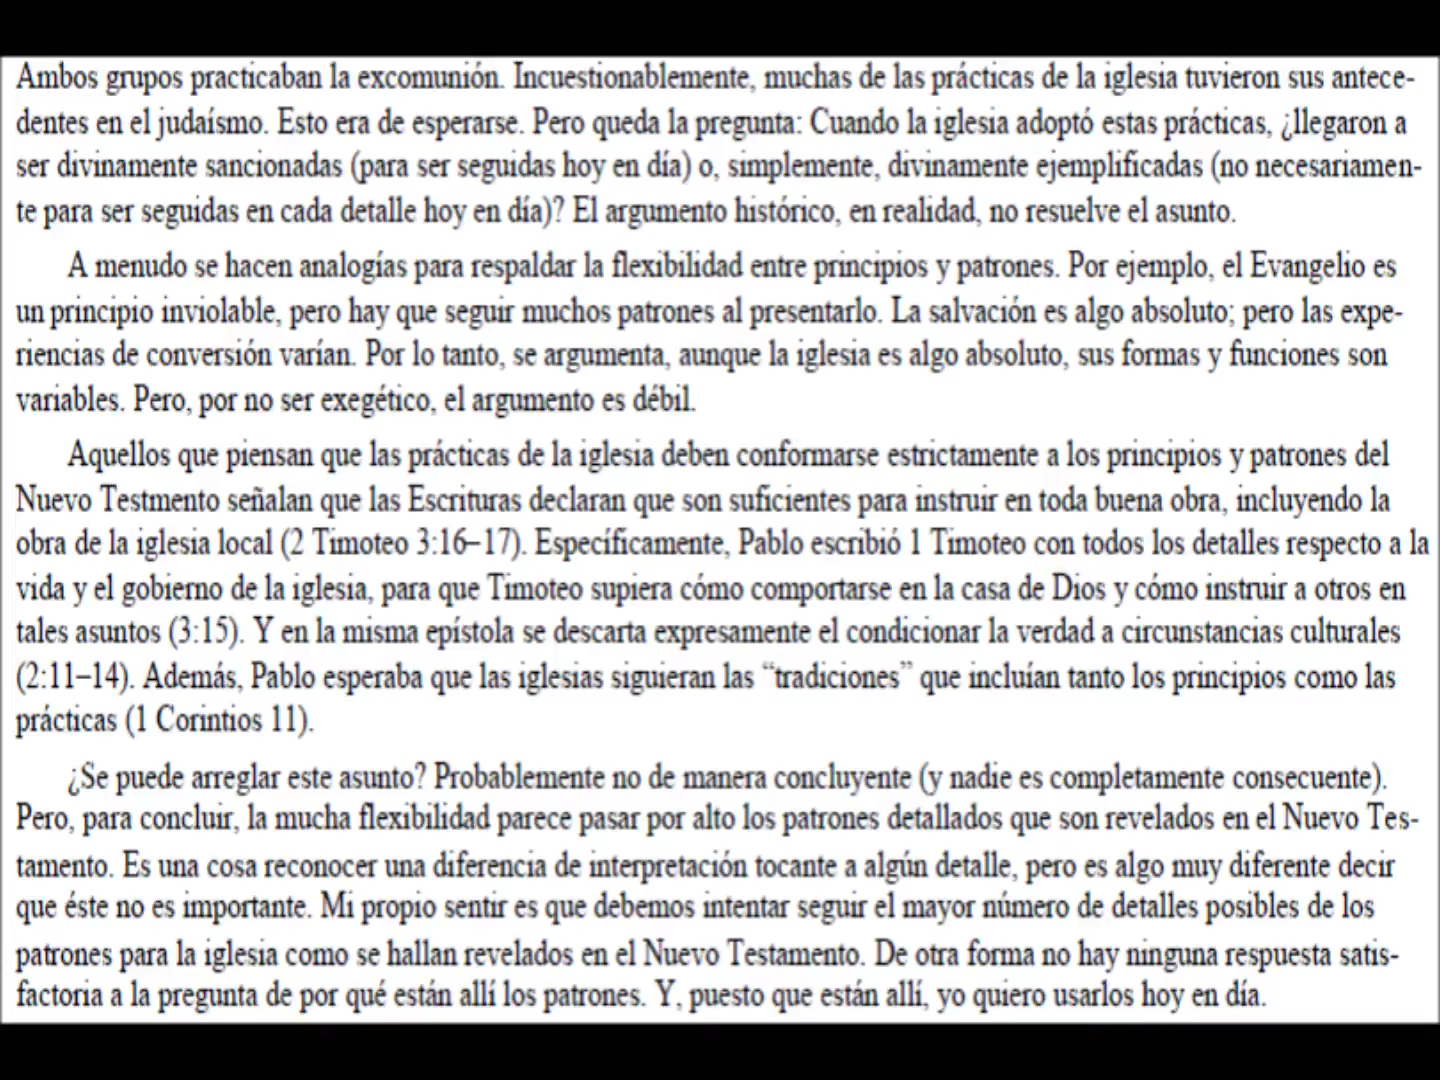 Ambos grupos practicaban la excomunión. Incuestionablemente, muchas de las prácticas de la iglesia tuvieron sus antece-
dentes en el judaísmo. Esto era de esperarse. Pero queda la pregunta: Cuando la iglesia adoptó estas prácticas, ¿llegaron a
ser divinamente sancionadas (para ser seguidas hoy en día) o, simplemente, divinamente ejemplificadas (no necesariamen-
te para ser seguidas en cada detalle hoy en día)? El argumento histórico, en realidad, no resuelve el asunto.
A menudo se hacen analogías para respaldar la flexibilidad entre principios y patrones. Por ejemplo, el Evangelio es
un principio inviolable, pero hay que seguir muchos patrones al presentarlo. La salvación es algo absoluto; pero las expe-
riencias de conversión varían. Por lo tanto, se argumenta, aunque la iglesia es algo absoluto, sus formas y funciones son
variables. Pero, por no ser exegético, el argumento es débil.
Aquellos que piensan que las prácticas de la iglesia deben conformarse estrictamente a los principios y patrones del
Nuevo Testmento señalan que las Escrituras declaran que son suficientes para instruir en toda buena obra, incluyendo la
obra de la iglesia local (2 Timoteo 3:16–17). Específicamente, Pablo escribió 1 Timoteo con todos los detalles respecto a la
vida y el gobierno de la iglesia, para que Timoteo supiera cómo comportarse en la casa de Dios y cómo instruir a otros en
tales asuntos (3:15). Y en la misma epístola se descarta expresamente el condicionar la verdad a circunstancias culturales
(2:11–14). Además, Pablo esperaba que las iglesias siguieran las “tradiciones” que incluían tanto los principios como las
prácticas (1 Corintios 11).
¿Se puede arreglar este asunto? Probablemente no de manera concluyente (y nadie es completamente consecuente).
Pero, para concluir, la mucha flexibilidad parece pasar por alto los patrones detallados que son revelados en el Nuevo Tes-
tamento. Es una cosa reconocer una diferencia de interpretación tocante a algún detalle, pero es algo muy diferente decir
que éste no es importante. Mi propio sentir es que debemos intentar seguir el mayor número de detalles posibles de los
patrones para la iglesia como se hallan revelados en el Nuevo Testamento. De otra forma no hay ninguna respuesta satis-
factoria a la pregunta de por qué están allí los patrones. Y, puesto que están allí, yo quiero usarlos hoy en día.